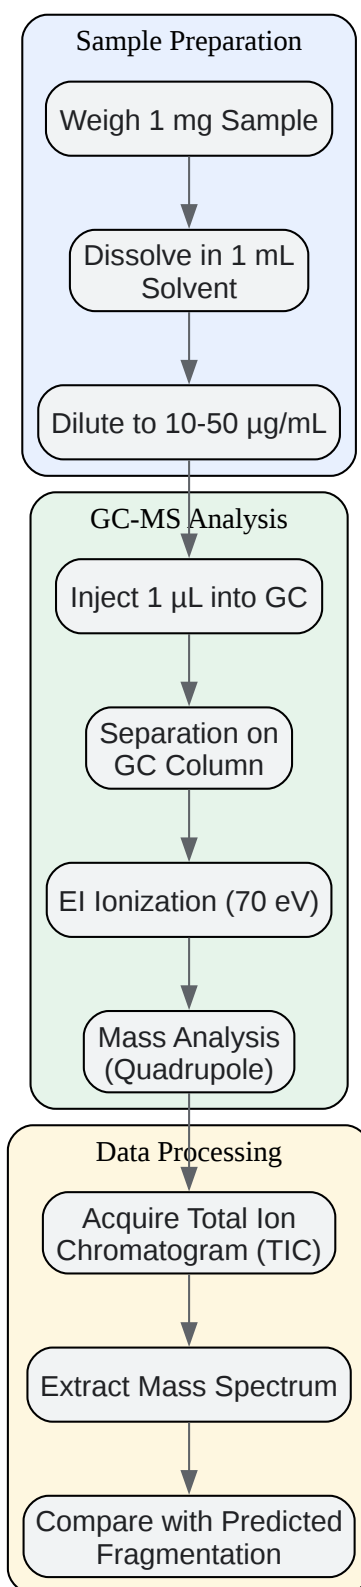 Sample Preparation
Weigh 1 mg Sample
Dissolve in 1 mL
Solvent
Dilute to 10-50 µg/mL
GC-MS Analysis
Inject 1 µL into GC
Separation on
GC Column
EI Ionization (70 eV)
Mass Analysis
(Quadrupole)
Data Processing
Acquire Total Ion
Chromatogram (TIC)
Extract Mass Spectrum
Compare with Predicted
Fragmentation